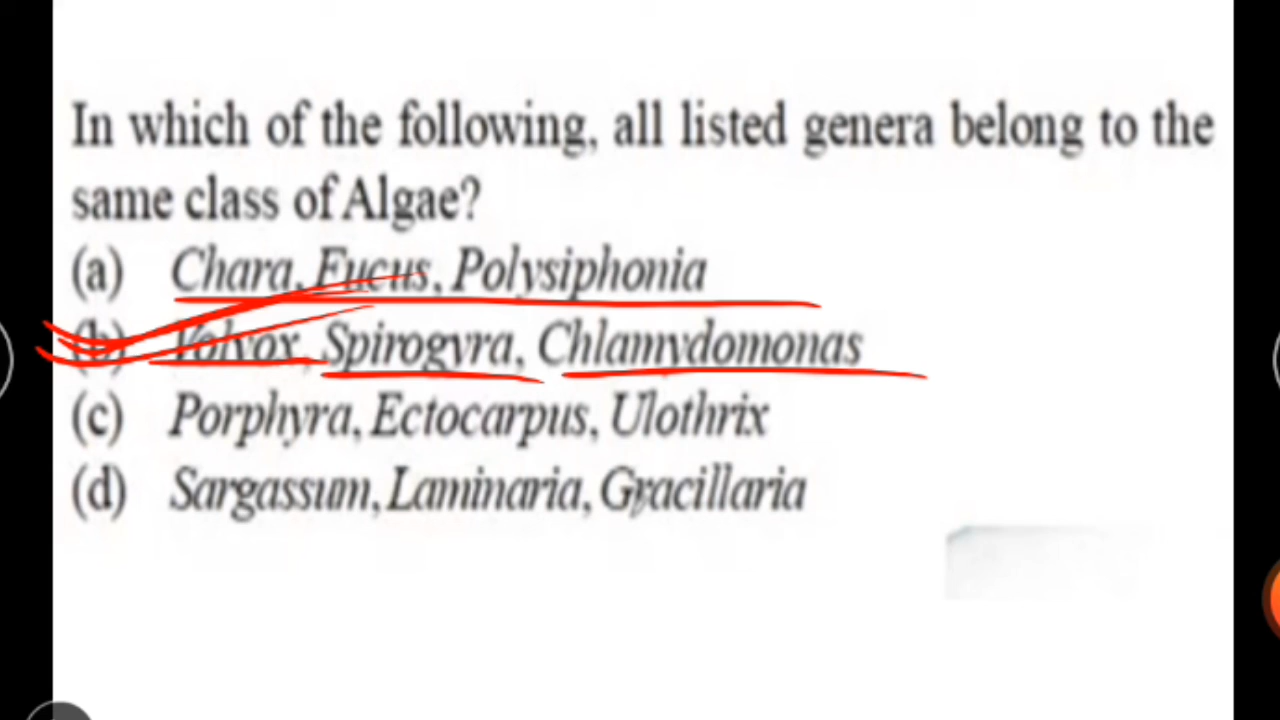 In which of the following, all listed genera belong to the
same class of Algae?
(a) Chara, Fucus, Polysiphonia
(b) Volvox, Spirogyra, Chlamydomonas
(c) Porphyra, Ectocarpus, Ulothrix
(d) Sargassum, Laminaria, Gracillaria